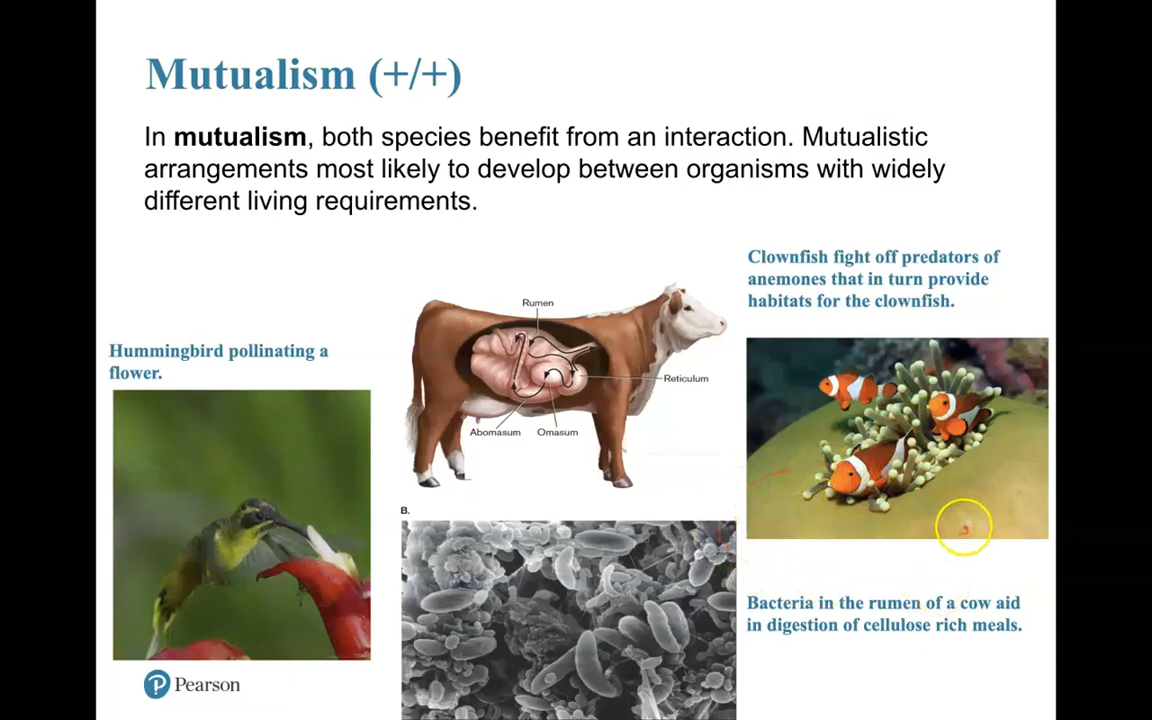 Mutualism (+/+)
In mutualism, both species benefit from an interaction. Mutualistic
arrangements most likely to develop between organisms with widely
different living requirements.
Clownfish fight off predators of
anemones that in turn provide
habitats for the clownfish.
Hummingbird pollinating a
flower.
Rumen
Reticulum
Abomasum
Omasum
B.
Bacteria in the rumen of a cow aid
in digestion of cellulose rich meals.
Pearson